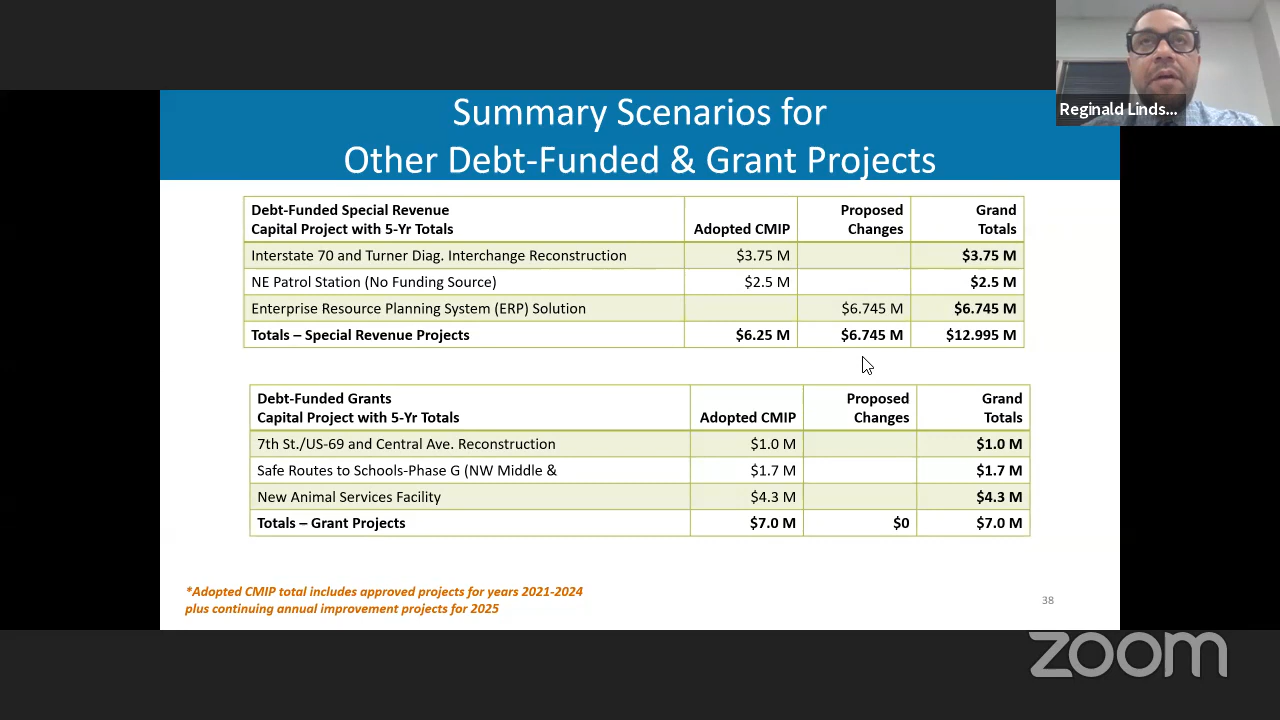 Reginald Linds...
Summary Scenarios for
Other Debt-Funded & Grant Projects
Debt-Funded Special Revenue
Capital Project with 5-Yr Totals
Adopted CMIP
Proposed
Changes
Grand
Totals
Interstate 70 and Turner Diag. Interchange Reconstruction $3.75 M $3.75 M
NE Patrol Station (No Funding Source) $2.5 M $2.5 M
Enterprise Resource Planning System (ERP) Solution $6.745 M $6.745 M
Totals – Special Revenue Projects $6.25 M $6.745 M $12.995 M
Debt-Funded Grants
Capital Project with 5-Yr Totals
Adopted CMIP
Proposed
Changes
Grand
Totals
7th St./US-69 and Central Ave. Reconstruction $1.0 M $1.0 M
Safe Routes to Schools-Phase G (NW Middle & $1.7 M $1.7 M
New Animal Services Facility $4.3 M $4.3 M
Totals – Grant Projects $7.0 M $0 $7.0 M
*Adopted CMIP total includes approved projects for years 2021-2024
plus continuing annual improvement projects for 2025
38
zoom